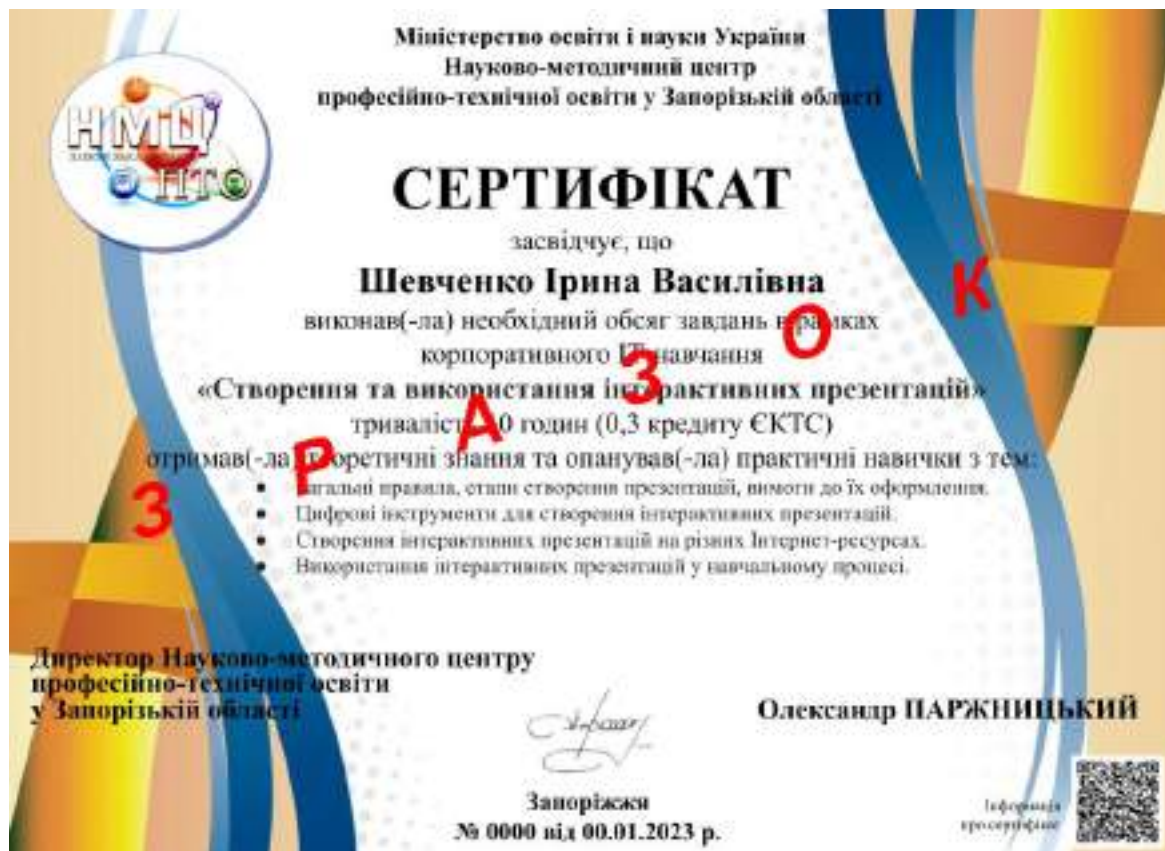 Міністерство освіти і науки України
Науково-методичний центр
професійно-технічної освіти у Запорізькій області
НМЦ
ПТО
СЕРТИФІКАТ
засвідчує, що
Шевченко Ірина Василівна
виконав(-ла) необхідний обсяг завдань в рамках
корпоративного ІТ-навчання
«Створення та використання інтерактивних презентацій»
тривалістю 0 годин (0,3 кредиту ЄКТС)
отримав(-ла) теоретичні знання та опанував(-ла) практичні навички з тем:
• Загальні правила, етапи створення презентацій, вимоги до їх оформлення.
• Цифрові інструменти для створення інтерактивних презентацій.
• Створення інтерактивних презентацій на різних Інтернет-ресурсах.
• Використання інтерактивних презентацій у навчальному процесі.
ЗРАЗОК
Директор Науково-методичного центру
професійно-технічної освіти
у Запорізькій області
Олександр ПАРЖНИЦЬКИЙ
Запоріжжя
№ 0000 від 00.01.2023 р.
Інформація
про сертифікат